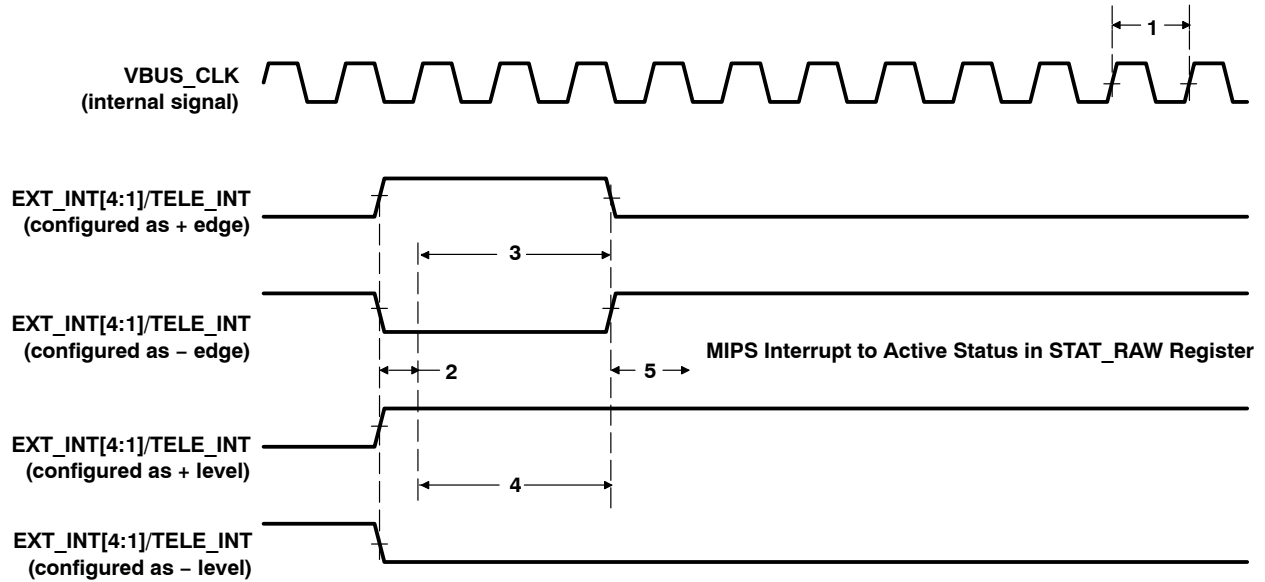 1
VBUS_CLK
(internal signal)
EXT_INT[4:1]/TELE_INT
(configured as + edge)
3
EXT_INT[4:1]/TELE_INT
(configured as − edge)
MIPS Interrupt to Active Status in STAT_RAW Register
2
5
EXT_INT[4:1]/TELE_INT
(configured as + level)
4
EXT_INT[4:1]/TELE_INT
(configured as − level)